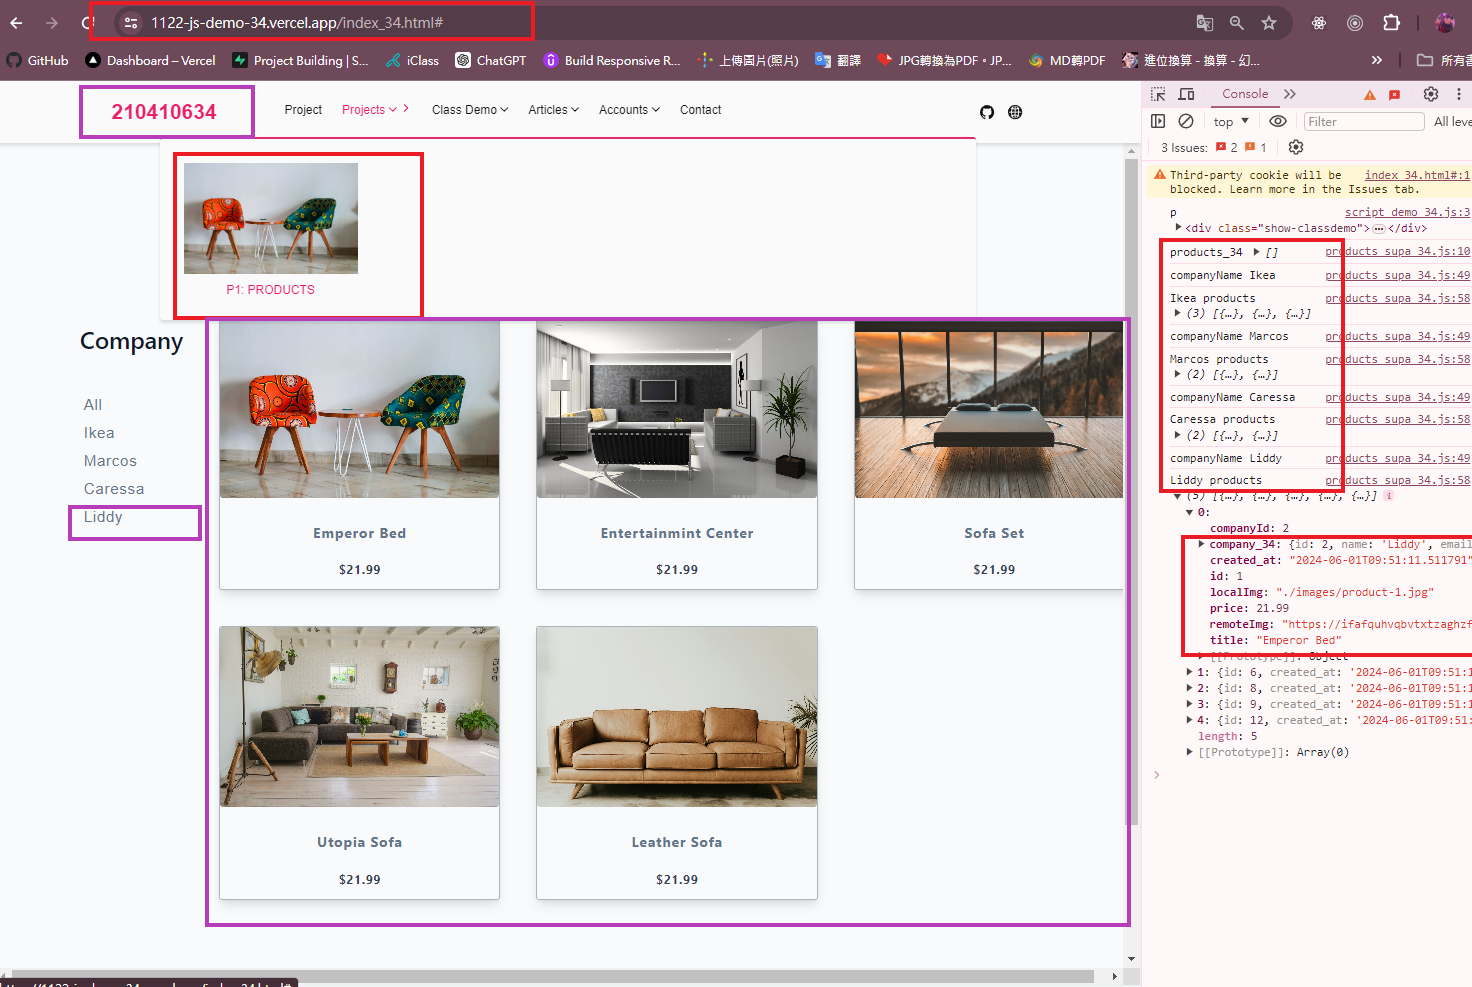 1122-js-demo-34.vercel.app/index_34.html#
GitHub
Dashboard – Vercel
Project Building | S...
iClass
ChatGPT
Build Responsive R...
上傳圖片(照片)
翻譯
JPG轉換為PDF。JP...
MD轉PDF
進位換算 - 換算 - 幻...
»
所有書
210410634
Project
Projects
Class Demo
Articles
Accounts
Contact
P1: PRODUCTS
Company
All
Ikea
Marcos
Caressa
Liddy
Emperor Bed
$21.99
Entertainmint Center
$21.99
Sofa Set
$21.99
Utopia Sofa
$21.99
Leather Sofa
$21.99
Console
top
Filter
All leve
3 Issues: 2 1
Third-party cookie will be index_34.html#:1
blocked. Learn more in the Issues tab.
p script_demo_34.js:3
<div class="show-classdemo">…</div>
products_34 [] products_supa_34.js:10
companyName Ikea products_supa_34.js:49
Ikea products products_supa_34.js:58
(3) [{…}, {…}, {…}]
companyName Marcos products_supa_34.js:49
Marcos products products_supa_34.js:58
(2) [{…}, {…}]
companyName Caressa products_supa_34.js:49
Caressa products products_supa_34.js:58
(2) [{…}, {…}]
companyName Liddy products_supa_34.js:49
Liddy products products_supa_34.js:58
(5) [{…}, {…}, {…}, {…}, {…}] i
0:
companyId: 2
company_34: {id: 2, name: 'Liddy', email
created_at: "2024-06-01T09:51:11.511791"
id: 1
localImg: "./images/product-1.jpg"
price: 21.99
remoteImg: "https://ifafquhvqbvtxtzaghzf
title: "Emperor Bed"
[[Prototype]]: Object
1: {id: 6, created_at: '2024-06-01T09:51:1
2: {id: 8, created_at: '2024-06-01T09:51:1
3: {id: 9, created_at: '2024-06-01T09:51:1
4: {id: 12, created_at: '2024-06-01T09:51:
length: 5
[[Prototype]]: Array(0)